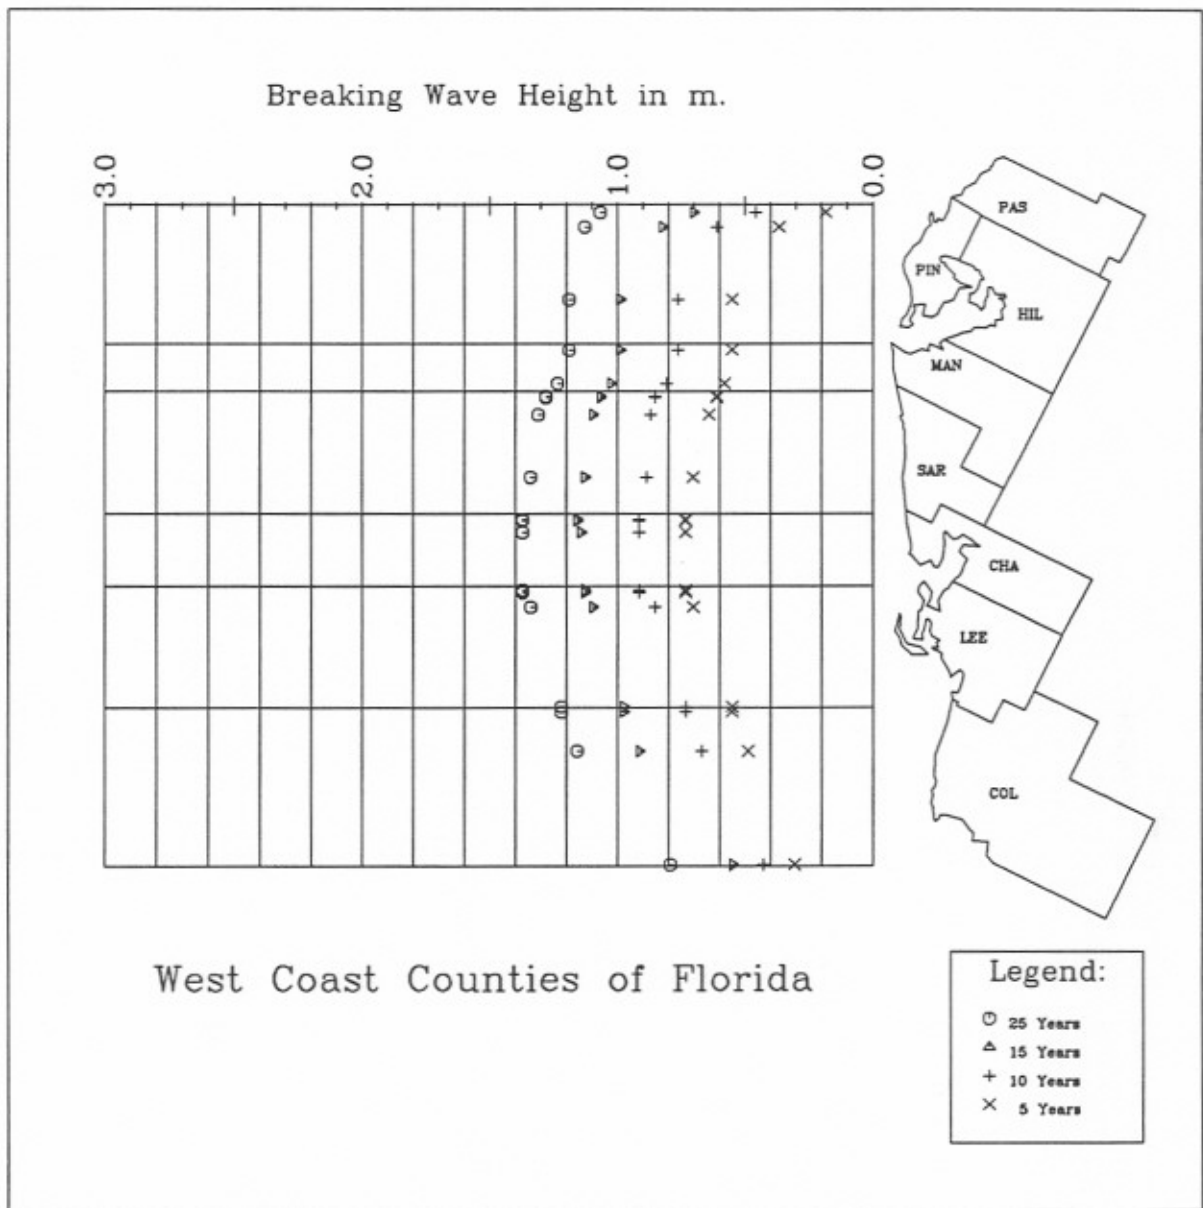 Breaking Wave Height in m.
3.0
2.0
1.0
0.0
PAS
PIN
HIL
MAN
SAR
CHA
LEE
COL
West Coast Counties of Florida
Legend:
25 Years
15 Years
10 Years
5 Years